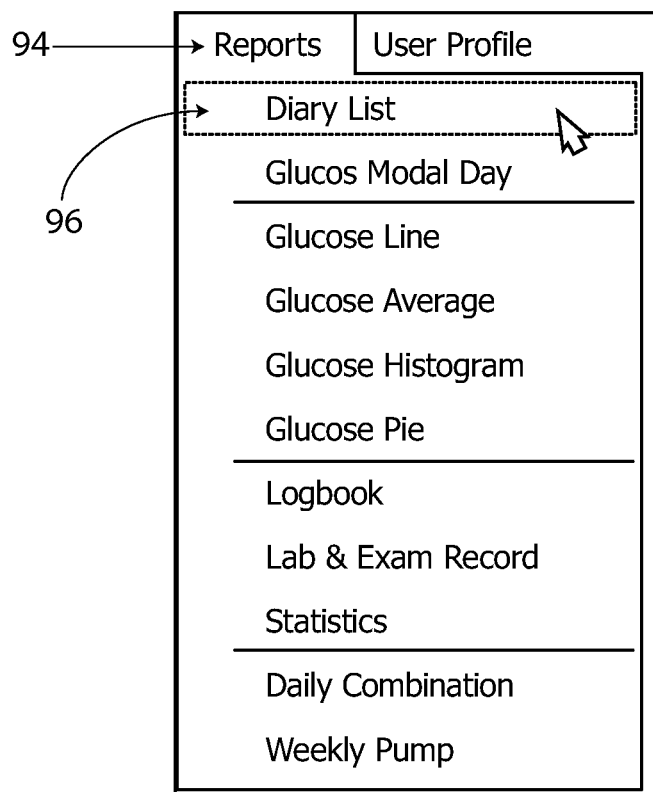 94 Reports User Profile
Diary List
96
Glucos Modal Day
Glucose Line
Glucose Average
Glucose Histogram
Glucose Pie
Logbook
Lab & Exam Record
Statistics
Daily Combination
Weekly Pump